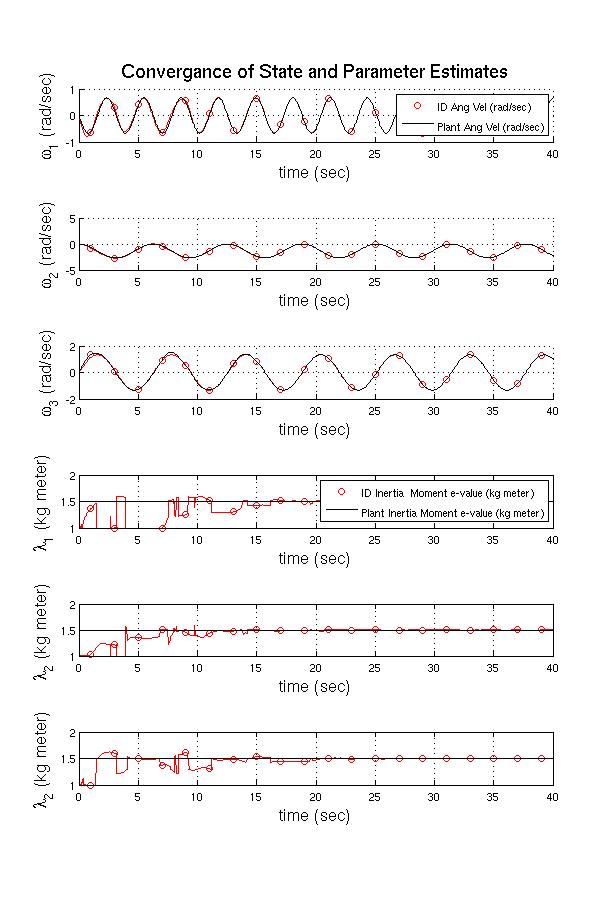 Convergance of State and Parameter Estimates
1
0
-1
ω1 (rad/sec)
ID Ang Vel (rad/sec)
Plant Ang Vel (rad/sec)
0 5 10 15 20 25 30 35 40
time (sec)
5
0
-5
ω2 (rad/sec)
0 5 10 15 20 25 30 35 40
time (sec)
2
0
-2
ω3 (rad/sec)
0 5 10 15 20 25 30 35 40
time (sec)
2
1.5
1
λ1 (kg meter)
ID Inertia Moment e-value (kg meter)
Plant Inertia Moment e-value (kg meter)
0 5 10 15 20 25 30 35 40
time (sec)
2
1.5
1
λ2 (kg meter)
0 5 10 15 20 25 30 35 40
time (sec)
2
1.5
1
λ2 (kg meter)
0 5 10 15 20 25 30 35 40
time (sec)